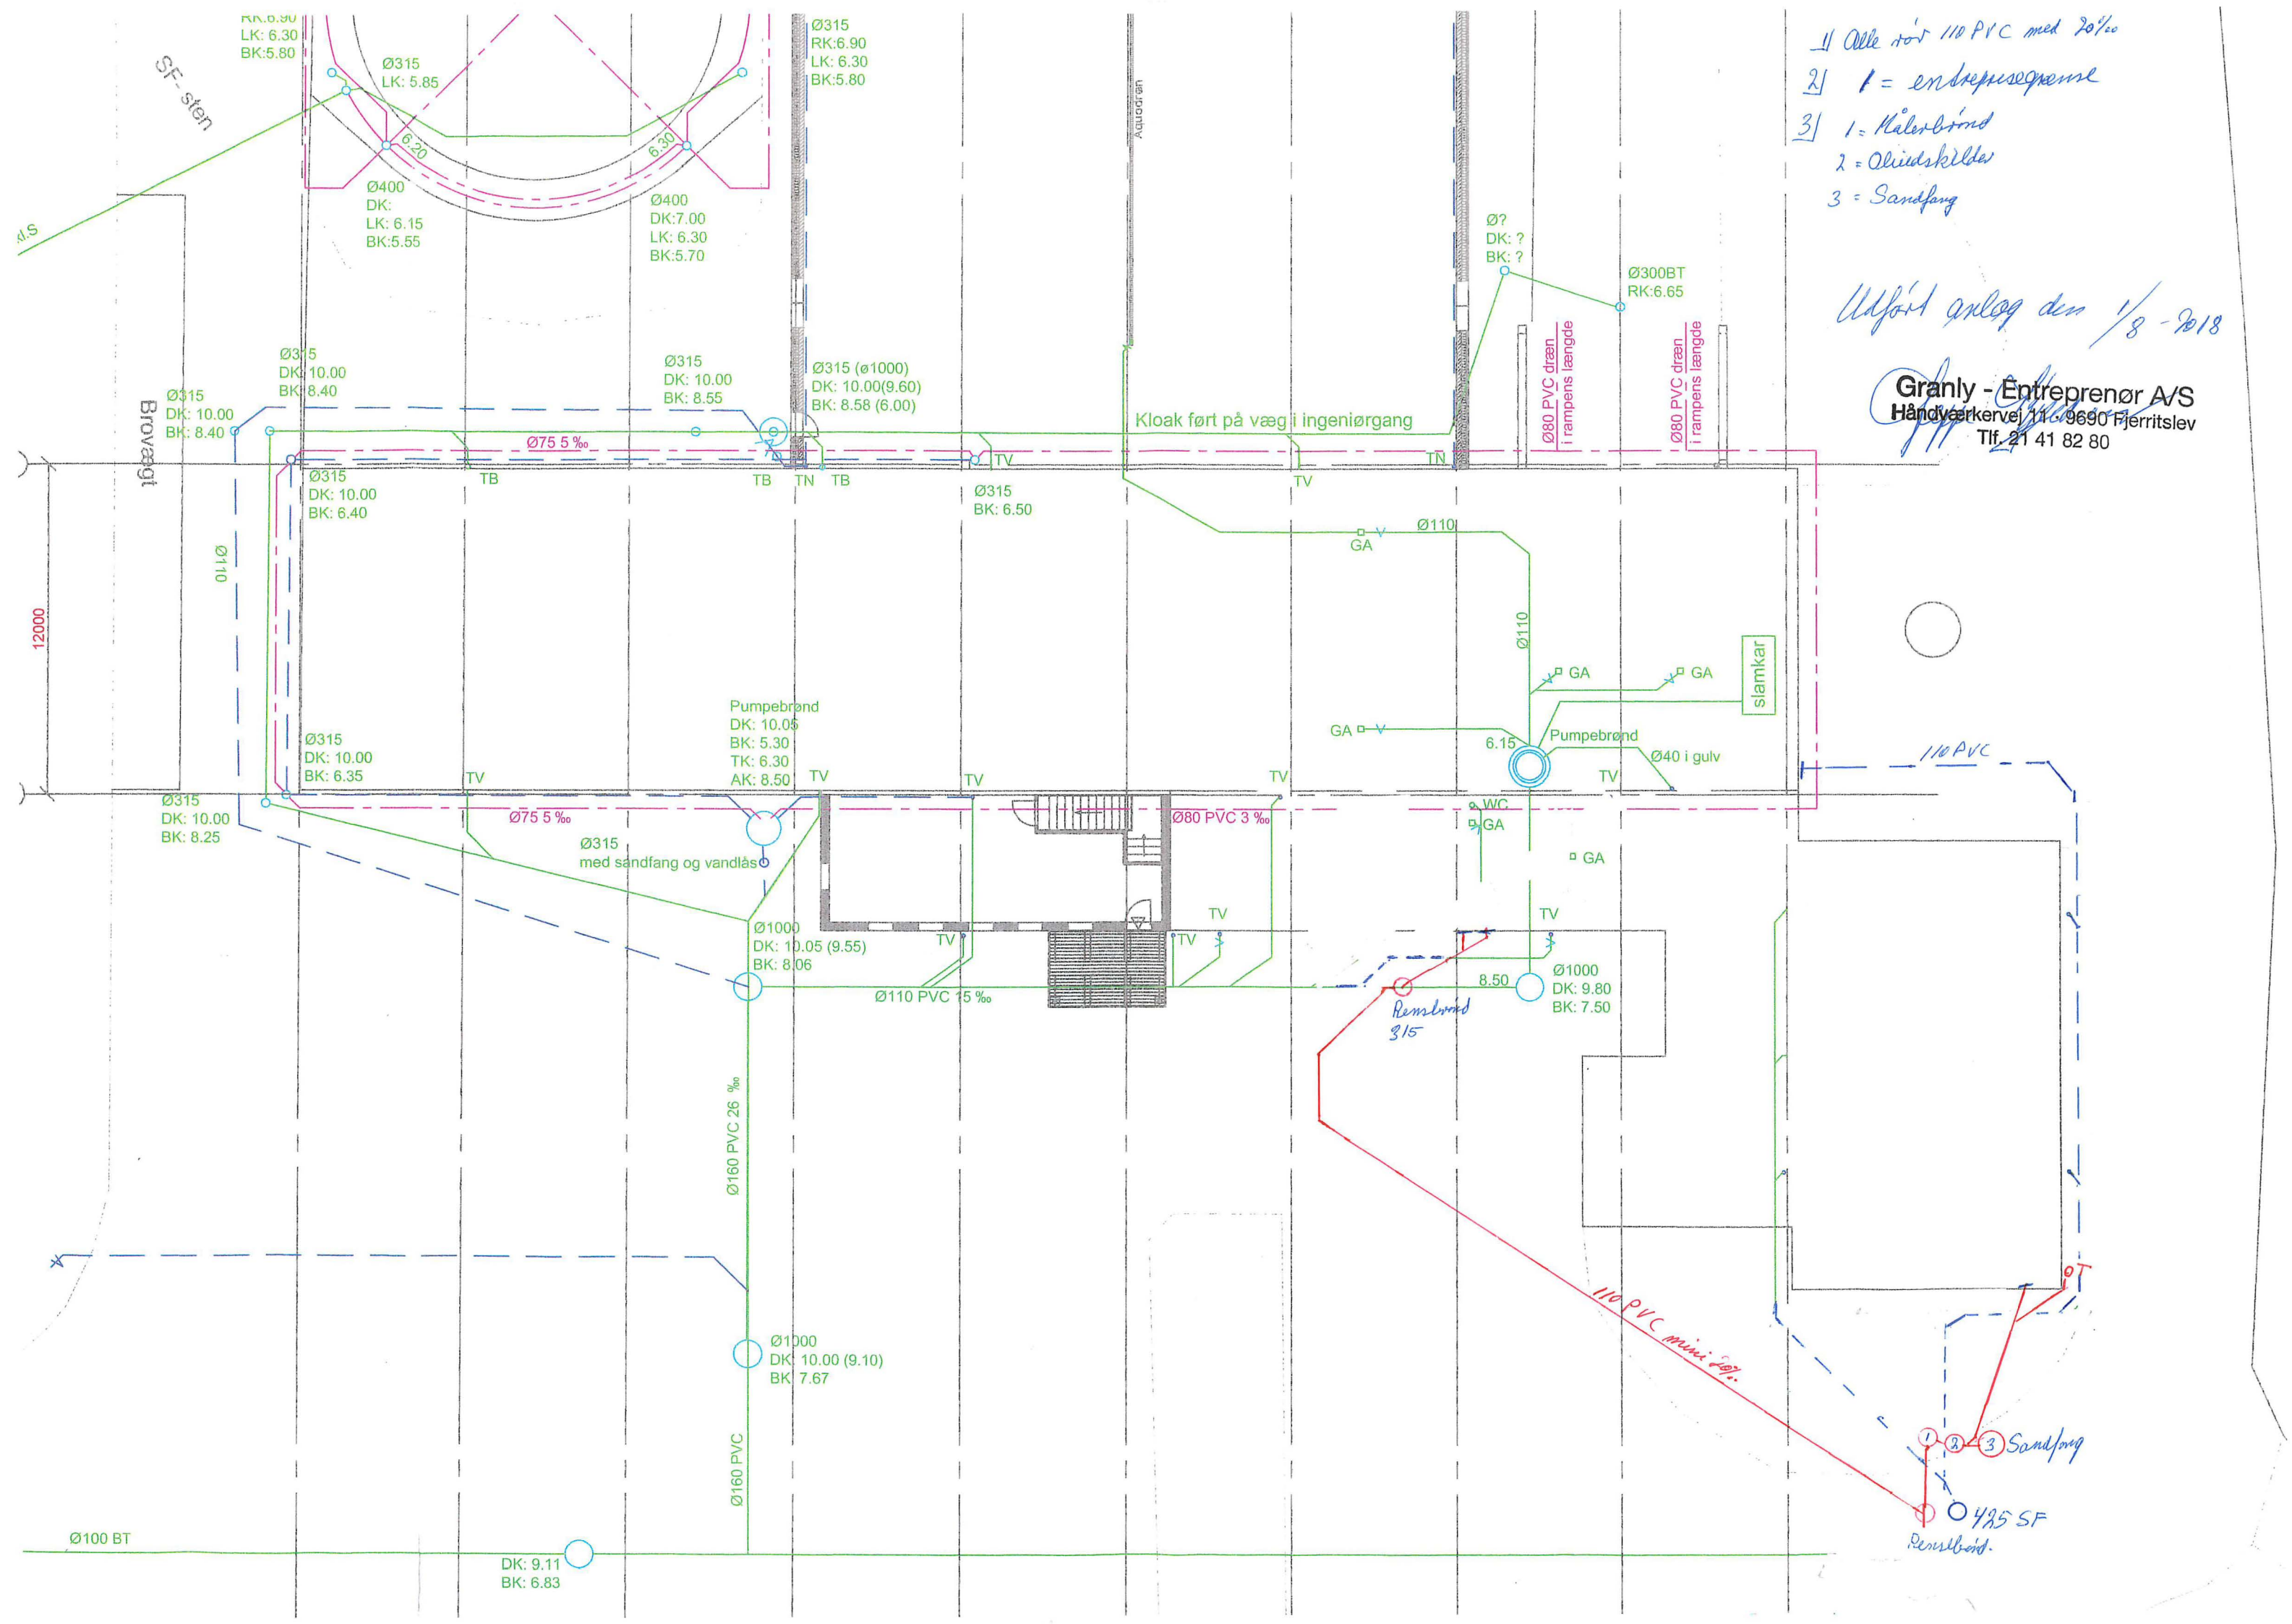 RK:6.90
LK: 6.30
BK:5.80
SF- sten
Ø315
LK: 5.85
Ø315
RK:6.90
LK: 6.30
BK:5.80
Aquadræn
1) Alle rør 110 PVC med 20‰
2) 1 = entreprisegrænse
3) 1 = Målerbrønd
2 = Olieudskilder
3 = Sandfang
6.20
6.30
Ø400
DK:
LK: 6.15
BK:5.55
Ø400
DK:7.00
LK: 6.30
BK:5.70
Ø?
DK: ?
BK: ?
Ø300BT
RK:6.65
Udført anlæg den 1/8 - 2018
Granly - Entreprenør A/S
Håndværkervej 11 · 9690 Fjerritslev
Tlf. 21 41 82 80
Ø80 PVC dræn
i rampens længde
Ø80 PVC dræn
i rampens længde
Ø315
DK: 10.00
BK: 8.40
Ø315
DK: 10.00
BK: 8.40
Ø315
DK: 10.00
BK: 8.55
Ø315 (ø1000)
DK: 10.00(9.60)
BK: 8.58 (6.00)
Kloak ført på væg i ingeniørgang
Brovægt
Ø75 5 ‰
TV
TN
Ø315
DK: 10.00
BK: 6.40
TB
TB
TN
TB
Ø315
BK: 6.50
TV
Ø110
GA
Ø110
12000
Ø110
GA
GA
slamkar
Pumpebrønd
DK: 10.05
BK: 5.30
TK: 6.30
AK: 8.50
GA
6.15
Pumpebrønd
Ø40 i gulv
110 PVC
Ø315
DK: 10.00
BK: 6.35
TV
TV
TV
TV
TV
Ø315
DK: 10.00
BK: 8.25
Ø75 5 ‰
Ø80 PVC 3 ‰
WC
GA
GA
Ø315
med sandfang og vandlås
Ø1000
DK: 10.05 (9.55)
BK: 8.06
TV
TV
TV
TV
Ø110 PVC 15 ‰
8.50
Ø1000
DK: 9.80
BK: 7.50
Rensbrønd
315
Ø160 PVC 26 ‰
Ø1000
DK: 10.00 (9.10)
BK: 7.67
110 PVC mini 20‰
1
2
3
Sandfang
Ø160 PVC
425 SF
Rensebrønd.
Ø100 BT
DK: 9.11
BK: 6.83